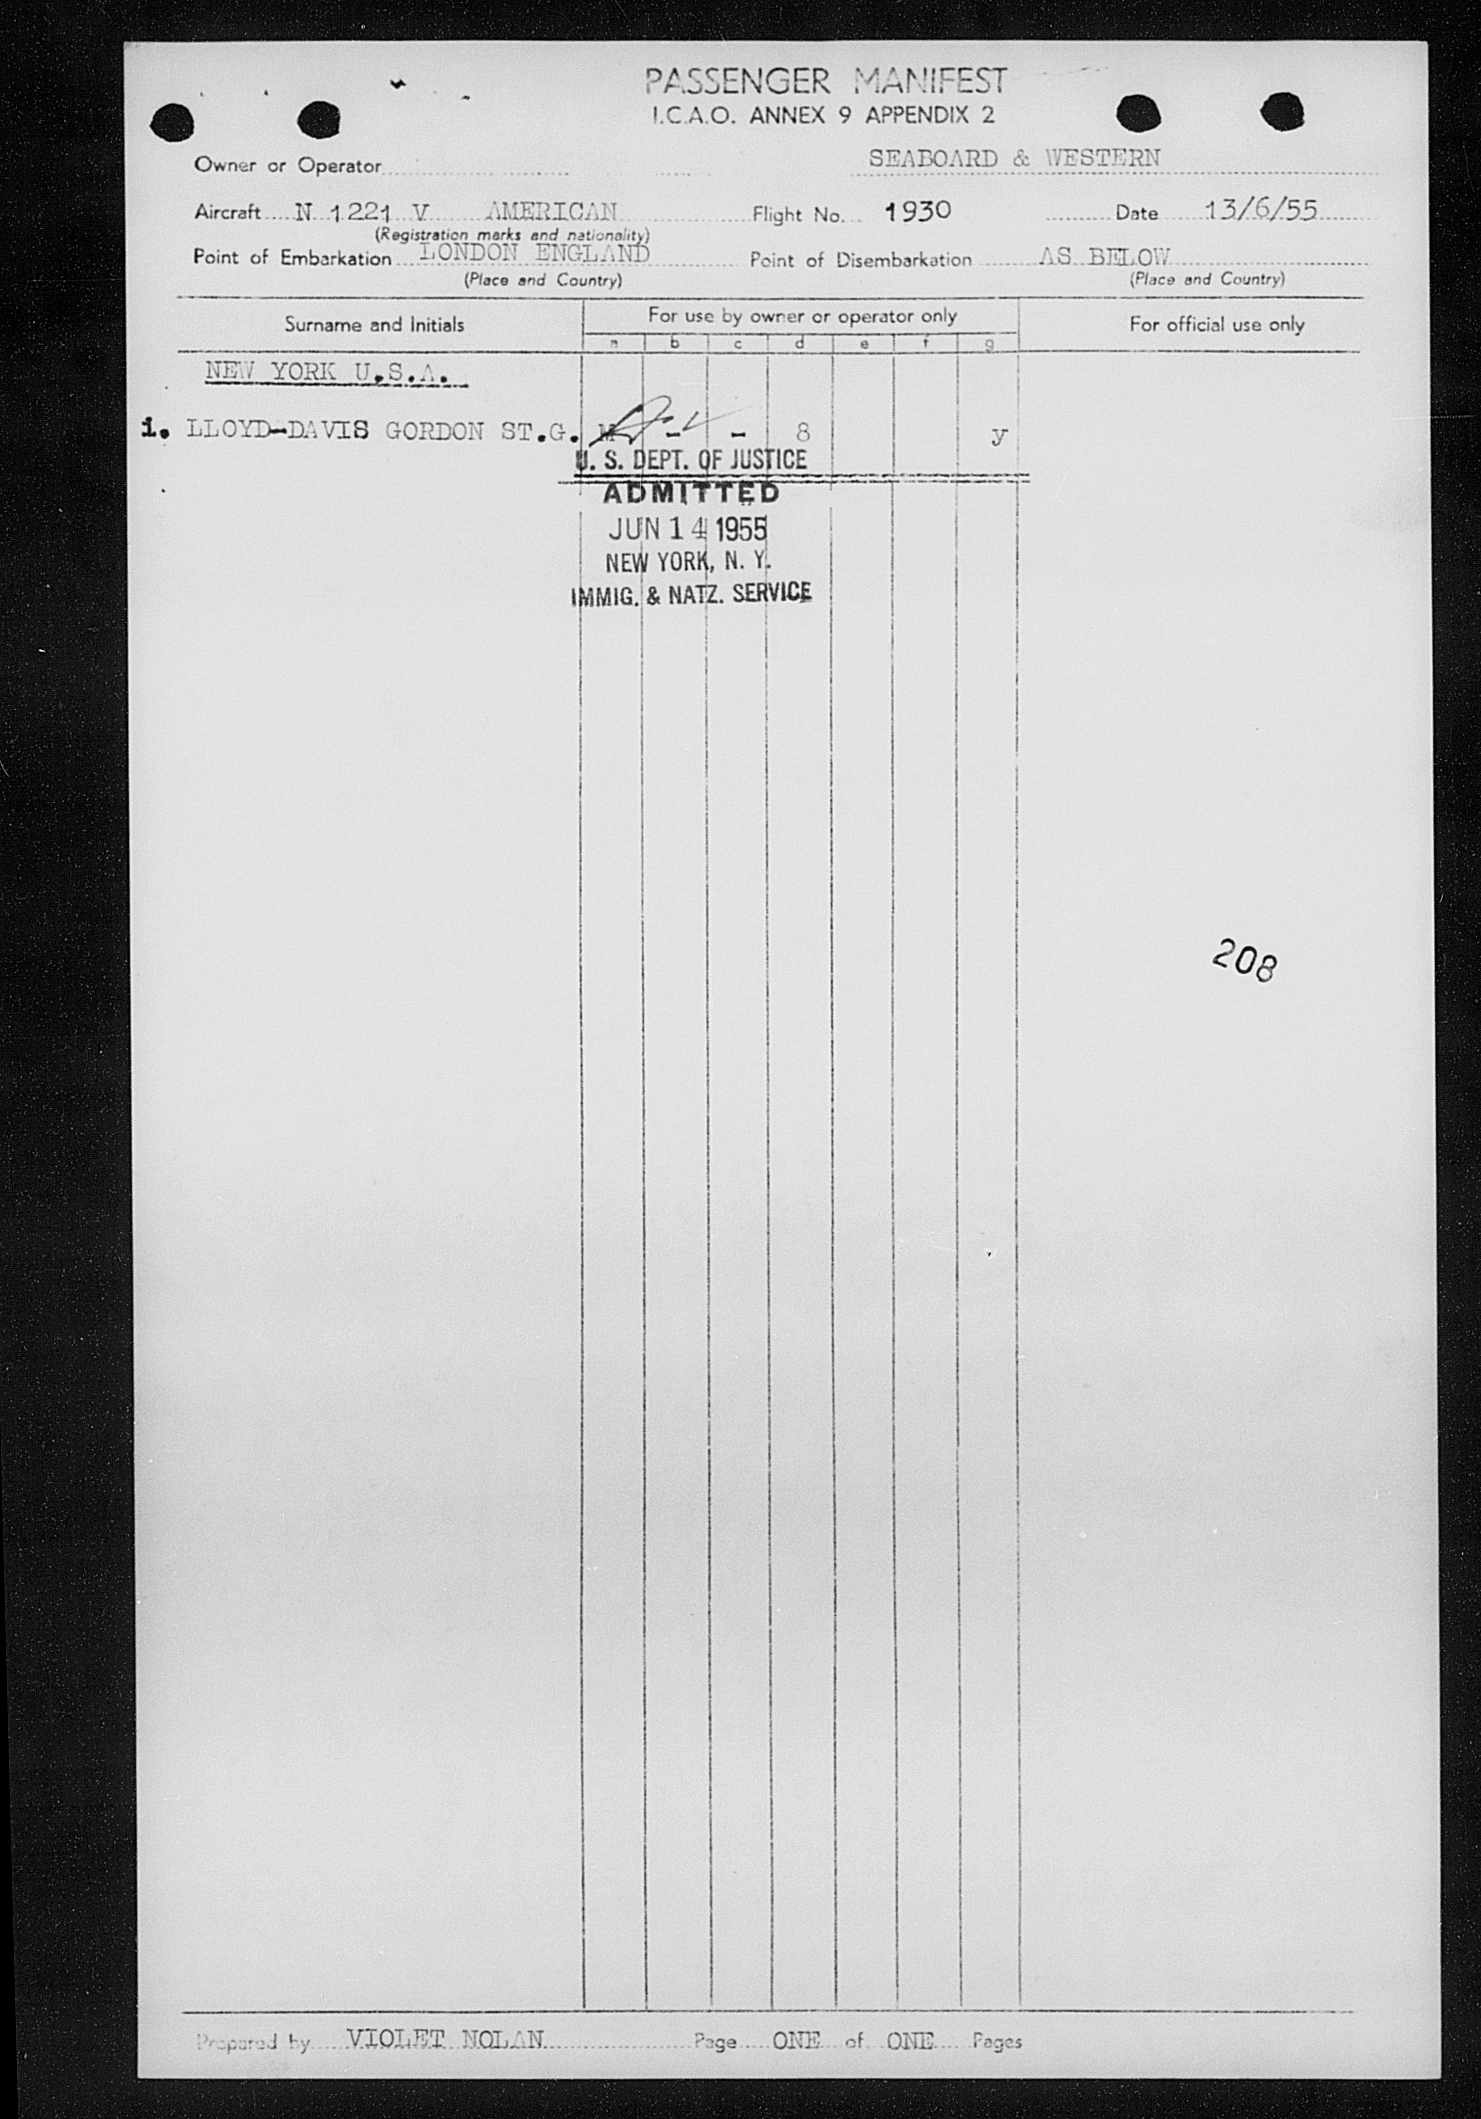 PASSENGER MANIFEST
I.C.A.O. ANNEX 9 APPENDIX 2
Owner or Operator SEABOARD & WESTERN
Aircraft N 1221 V AMERICAN Flight No. 1930 Date 13/6/55
(Registration marks and nationality)
Point of Embarkation LONDON ENGLAND Point of Disembarkation AS BELOW
(Place and Country) (Place and Country)
Surname and Initials For use by owner or operator only For official use only
a b c d e f g
NEW YORK U.S.A.
1. LLOYD-DAVIS GORDON ST.G. M - - 8 y
U. S. DEPT. OF JUSTICE
ADMITTED
JUN 14 1955
NEW YORK, N. Y.
IMMIG. & NATZ. SERVICE
208
Prepared by VIOLET NOLAN Page ONE of ONE Pages